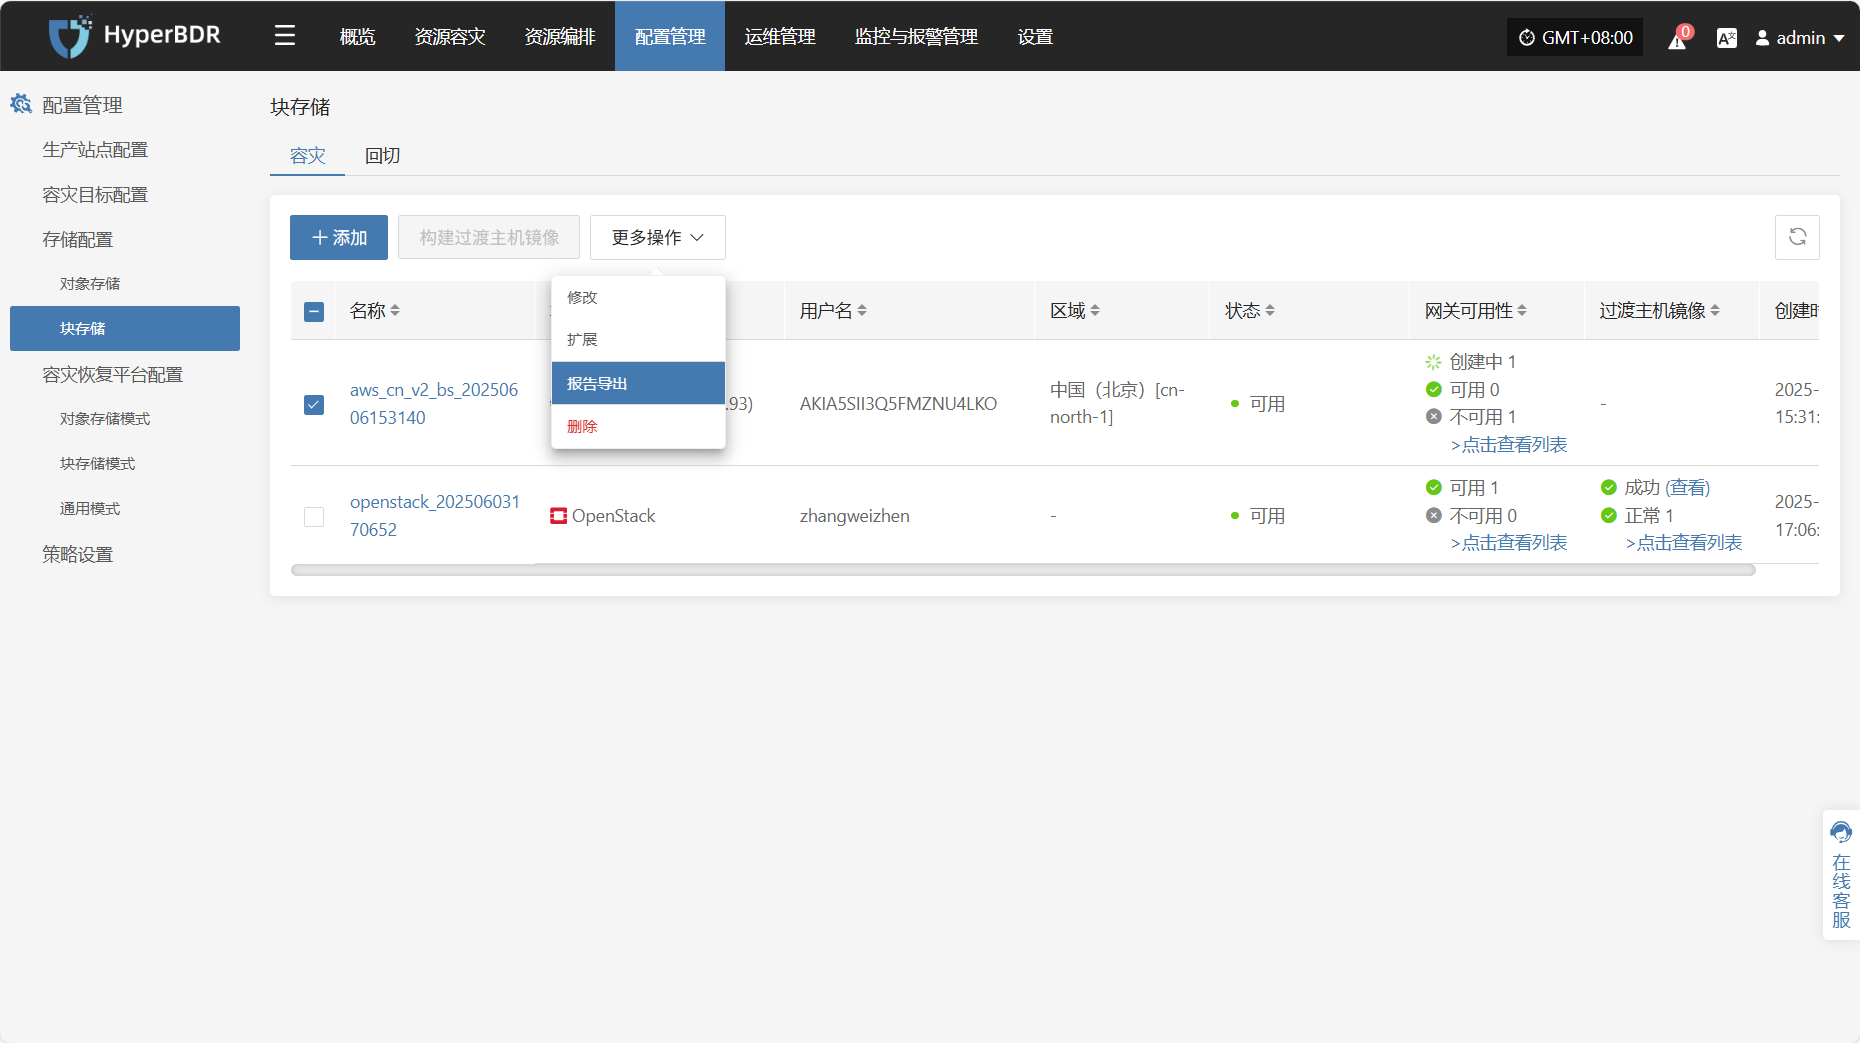 HyperBDR
概览
资源容灾
资源编排
配置管理
运维管理
监控与报警管理
设置
GMT+08:00
0
admin
配置管理
生产站点配置
容灾目标配置
存储配置
对象存储
块存储
容灾恢复平台配置
对象存储模式
块存储模式
通用模式
策略设置
块存储
容灾
回切
添加
构建过渡主机镜像
更多操作
修改
扩展
报告导出
删除
名称
用户名
区域
状态
网关可用性
过渡主机镜像
创建时
aws_cn_v2_bs_202506
06153140
.93)
AKIA5SII3Q5FMZNU4LKO
中国（北京）[cn-
north-1]
可用
创建中 1
可用 0
不可用 1
>点击查看列表
-
2025-
15:31:
openstack_202506031
70652
OpenStack
zhangweizhen
-
可用
可用 1
不可用 0
>点击查看列表
成功 (查看)
正常 1
>点击查看列表
2025-
17:06:
在线客服